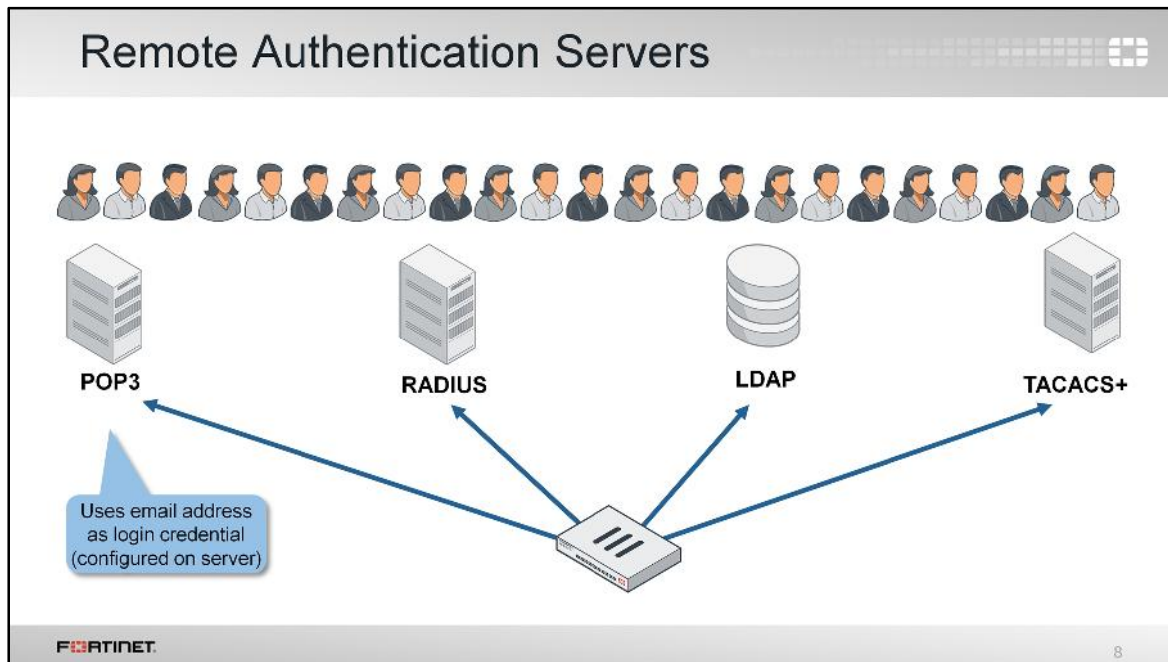 Remote Authentication Servers
POP3
RADIUS
LDAP
TACACS+
Uses email address
as login credential
(configured on server)
FORTINET
8